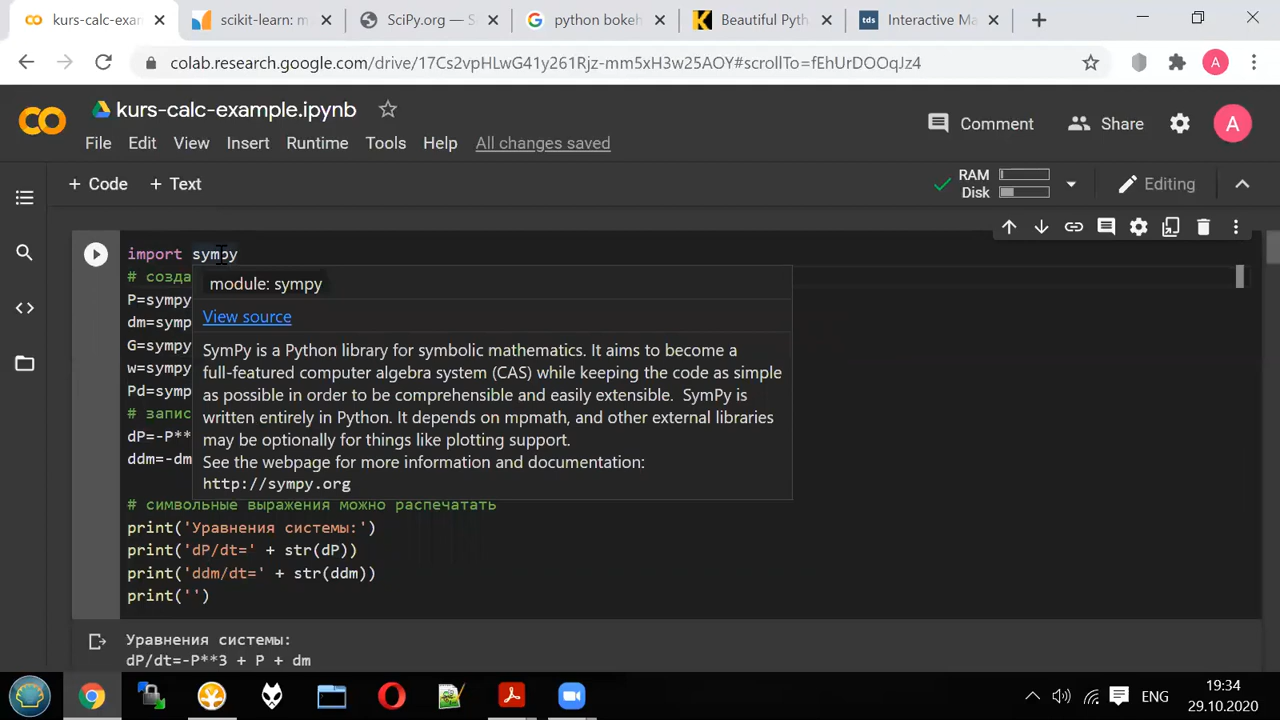 kurs-calc-exam
scikit-learn: m
SciPy.org — S
python bokeh
Beautiful Pyth
tds Interactive Ma
colab.research.google.com/drive/17Cs2vpHLwG41y261Rjz-mm5xH3w25AOY#scrollTo=fEhUrDOOqJz4
A
kurs-calc-example.ipynb
Comment
Share
A
File Edit View Insert Runtime Tools Help All changes saved
+ Code + Text
RAM
Disk
Editing
import sympy
# созда
P=sympy
dm=symp
G=sympy
w=sympy
Pd=symp
# запис
dP=-P**
ddm=-dm
module: sympy
View source
SymPy is a Python library for symbolic mathematics. It aims to become a
full-featured computer algebra system (CAS) while keeping the code as simple
as possible in order to be comprehensible and easily extensible. SymPy is
written entirely in Python. It depends on mpmath, and other external libraries
may be optionally for things like plotting support.
See the webpage for more information and documentation:
http://sympy.org
# символьные выражения можно распечатать
print('Уравнения системы:')
print('dP/dt=' + str(dP))
print('ddm/dt=' + str(ddm))
print('')
Уравнения системы:
dP/dt=-P**3 + P + dm
ENG
19:34
29.10.2020